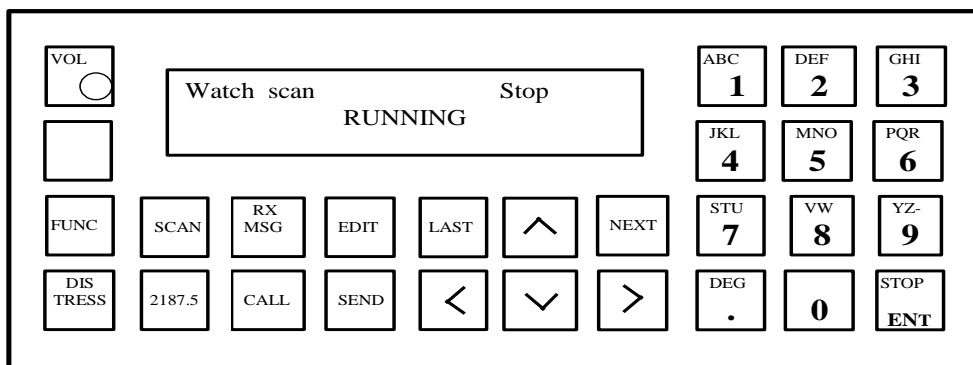 VOL
Watch scan Stop
RUNNING
ABC
1
DEF
2
GHI
3
JKL
4
MNO
5
PQR
6
FUNC
SCAN
RX
MSG
EDIT
LAST
NEXT
STU
7
VW
8
YZ-
9
DIS
TRESS
2187.5
CALL
SEND
DEG
.
0
STOP
ENT